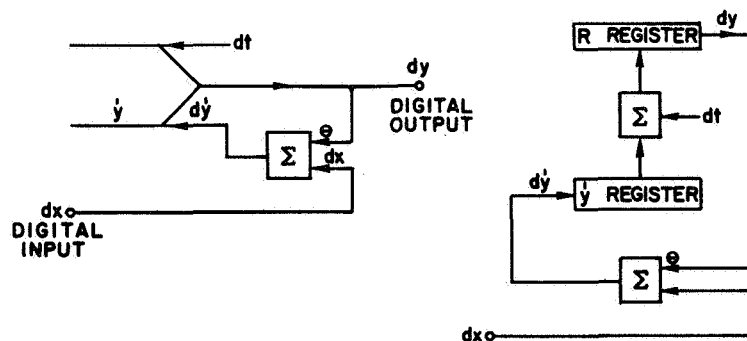 dt
dy
ẏ
dẏ
DIGITAL
OUTPUT
⊖
Σ
dx
dx
DIGITAL
INPUT
dy
R REGISTER
Σ
dt
dẏ
ẏ REGISTER
⊖
Σ
dx